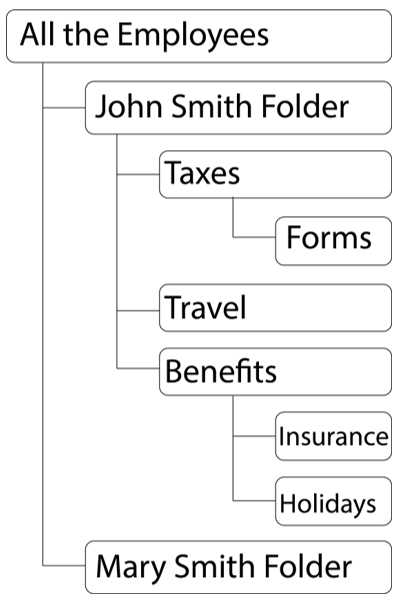 All the Employees
John Smith Folder
Taxes
Forms
Travel
Benefits
Insurance
Holidays
Mary Smith Folder